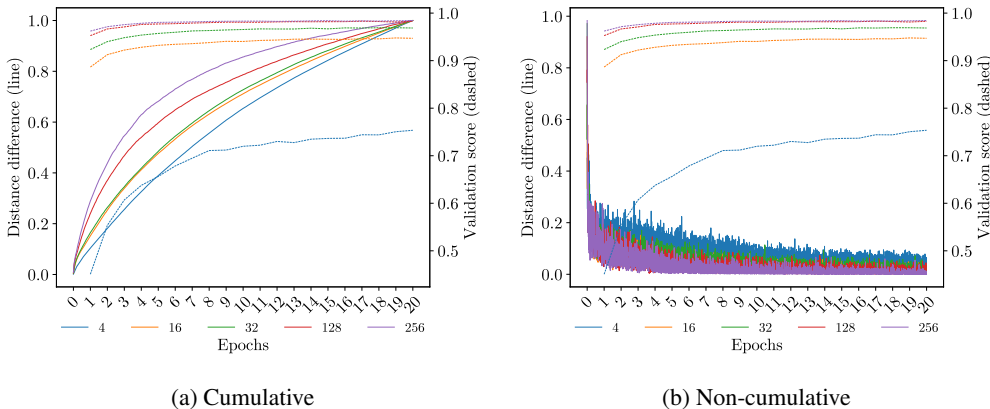 1.0
0.8
0.6
0.4
0.2
0.0
Distance difference (line)
1.0
0.9
0.8
0.7
0.6
0.5
Validation score (dashed)
0 1 2 3 4 5 6 7 8 9 10 11 12 13 14 15 16 17 18 19 20
4 16 32 128 256
Epochs
(a) Cumulative
1.0
0.8
0.6
0.4
0.2
0.0
Distance difference (line)
1.0
0.9
0.8
0.7
0.6
0.5
Validation score (dashed)
0 1 2 3 4 5 6 7 8 9 10 11 12 13 14 15 16 17 18 19 20
4 16 32 128 256
Epochs
(b) Non-cumulative